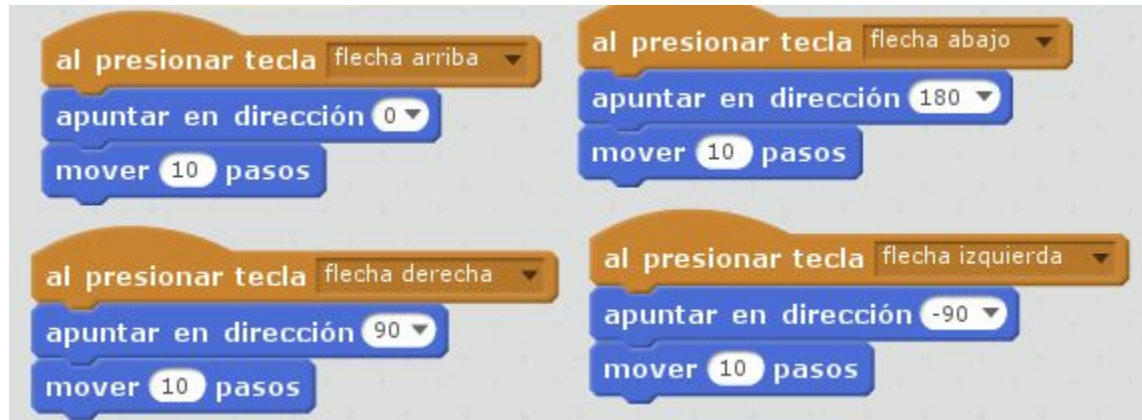 al presionar tecla flecha arriba
apuntar en dirección 0
mover 10 pasos
al presionar tecla flecha abajo
apuntar en dirección 180
mover 10 pasos
al presionar tecla flecha derecha
apuntar en dirección 90
mover 10 pasos
al presionar tecla flecha izquierda
apuntar en dirección -90
mover 10 pasos